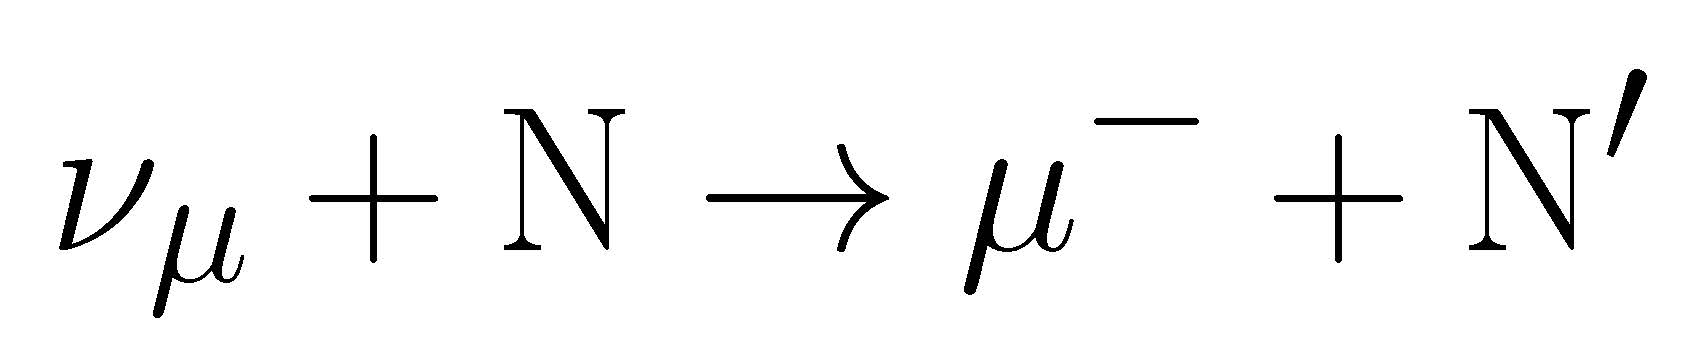 ν_μ + N → μ⁻ + N′